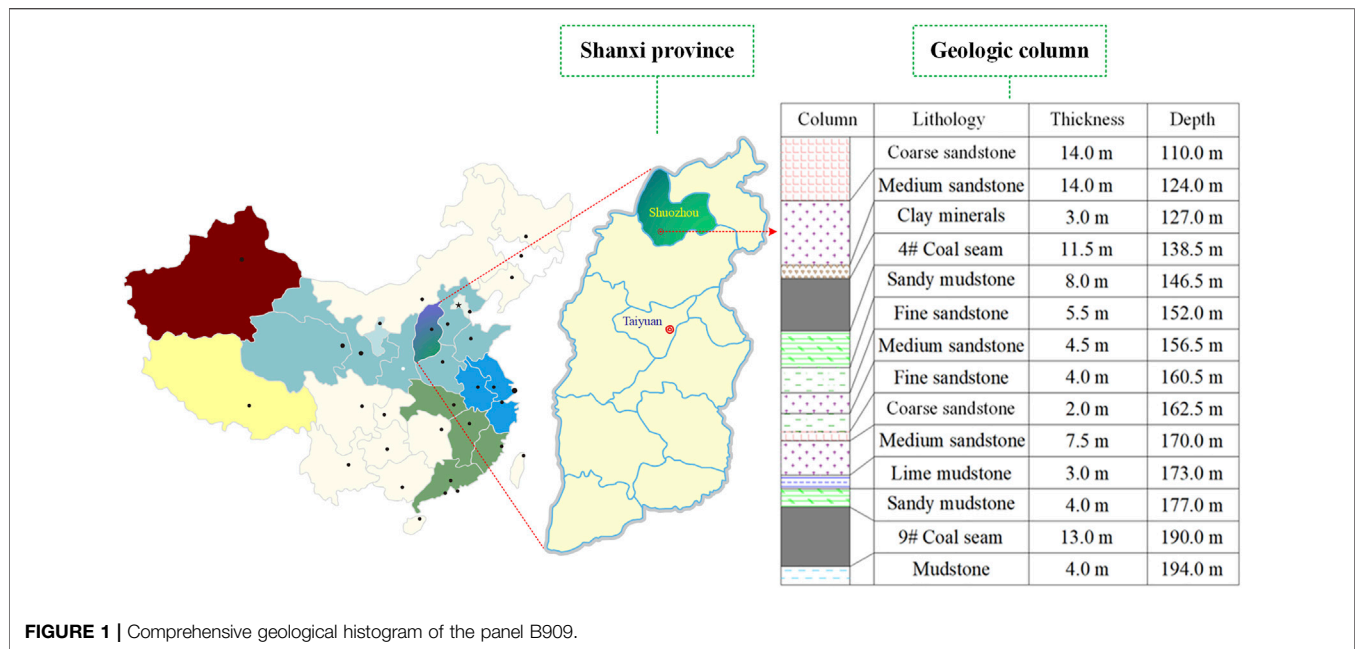 Shanxi province
Geologic column
Column Lithology Thickness Depth
Coarse sandstone 14.0 m 110.0 m
Medium sandstone 14.0 m 124.0 m
Clay minerals 3.0 m 127.0 m
4# Coal seam 11.5 m 138.5 m
Sandy mudstone 8.0 m 146.5 m
Fine sandstone 5.5 m 152.0 m
Medium sandstone 4.5 m 156.5 m
Fine sandstone 4.0 m 160.5 m
Coarse sandstone 2.0 m 162.5 m
Medium sandstone 7.5 m 170.0 m
Lime mudstone 3.0 m 173.0 m
Sandy mudstone 4.0 m 177.0 m
9# Coal seam 13.0 m 190.0 m
Mudstone 4.0 m 194.0 m
Shuozhou
Taiyuan
FIGURE 1 | Comprehensive geological histogram of the panel B909.